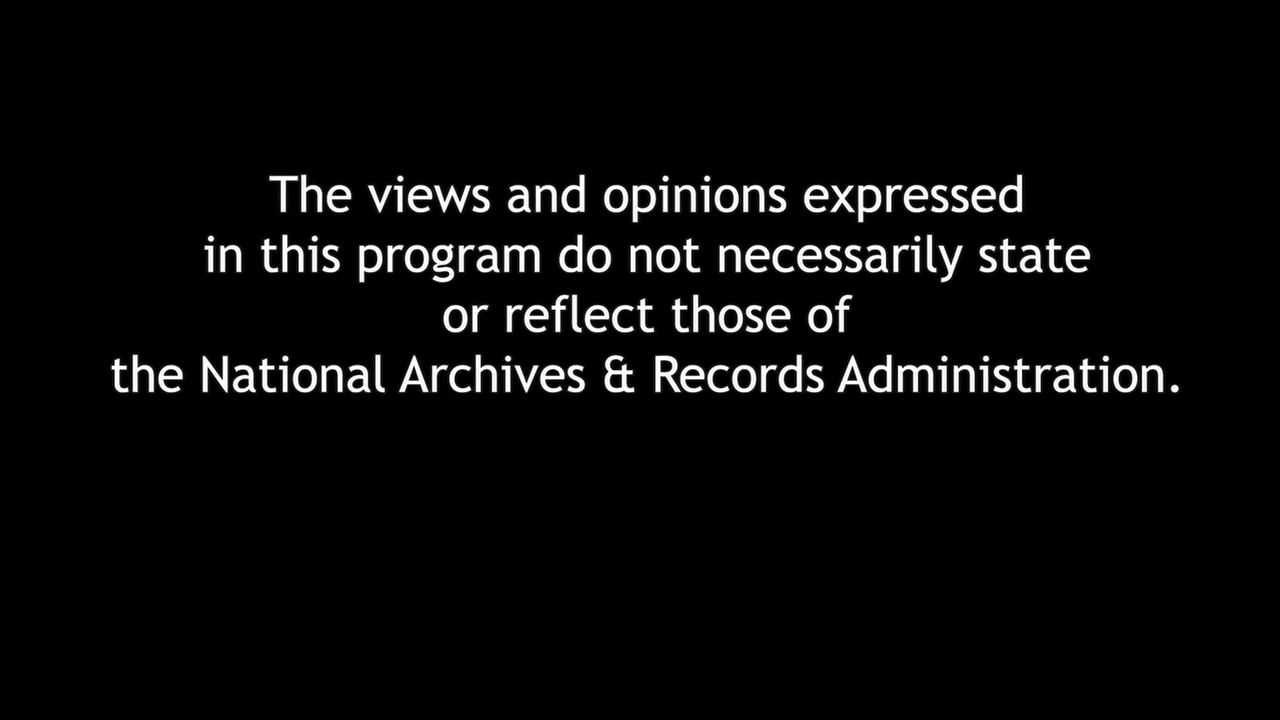 The views and opinions expressed
in this program do not necessarily state
or reflect those of
the National Archives & Records Administration.